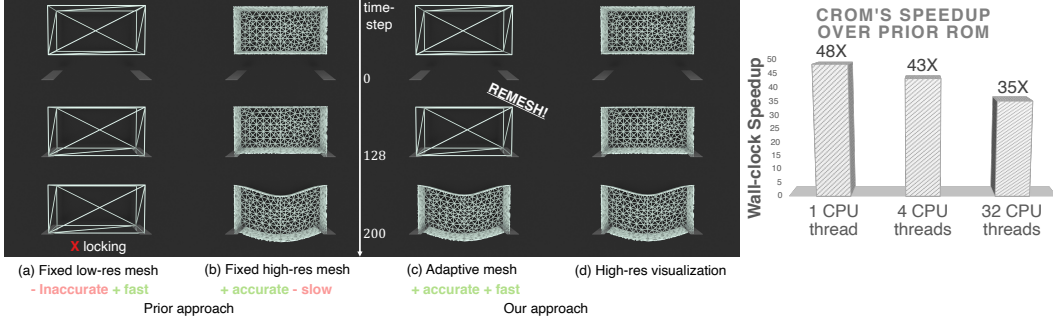 time-
step
0
REMESH!
128
200
X locking
(a) Fixed low-res mesh
(b) Fixed high-res mesh
(c) Adaptive mesh
(d) High-res visualization
- Inaccurate + fast
+ accurate - slow
+ accurate + fast
Prior approach
Our approach
CROM'S SPEEDUP
OVER PRIOR ROM
Wall-clock Speedup
50
45
40
35
30
25
20
15
10
5
0
48X
43X
35X
1 CPU
thread
4 CPU
threads
32 CPU
threads